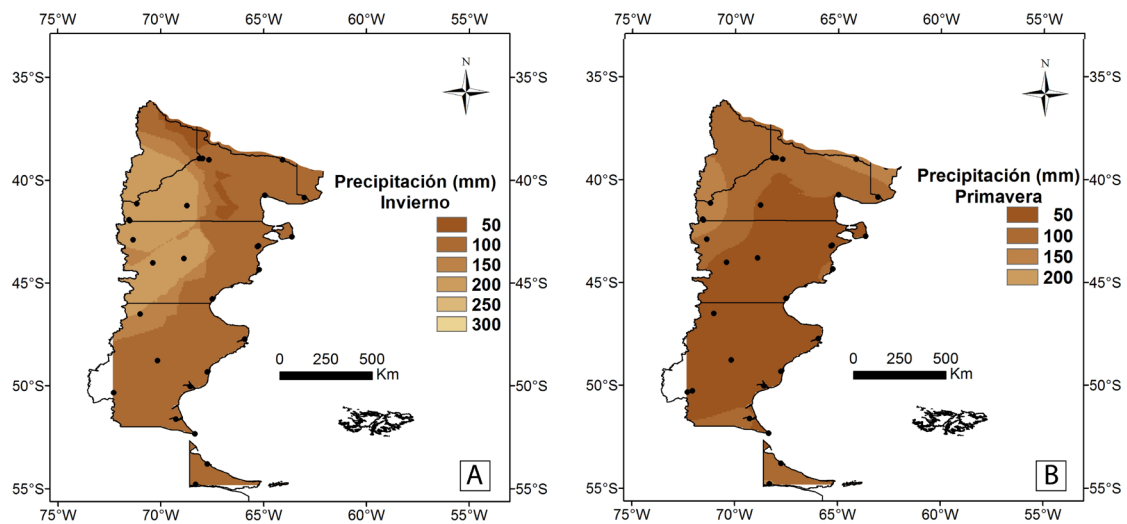 75°W 70°W 65°W 60°W 55°W
35°S 35°S
40°S 40°S
45°S 45°S
50°S 50°S
55°S 55°S
75°W 70°W 65°W 60°W 55°W
N
Precipitación (mm)
Invierno
50
100
150
200
250
300
0 250 500
Km
A
75°W 70°W 65°W 60°W 55°W
35°S 35°S
40°S 40°S
45°S 45°S
50°S 50°S
55°S 55°S
75°W 70°W 65°W 60°W 55°W
N
Precipitación (mm)
Primavera
50
100
150
200
0 250 500
Km
B